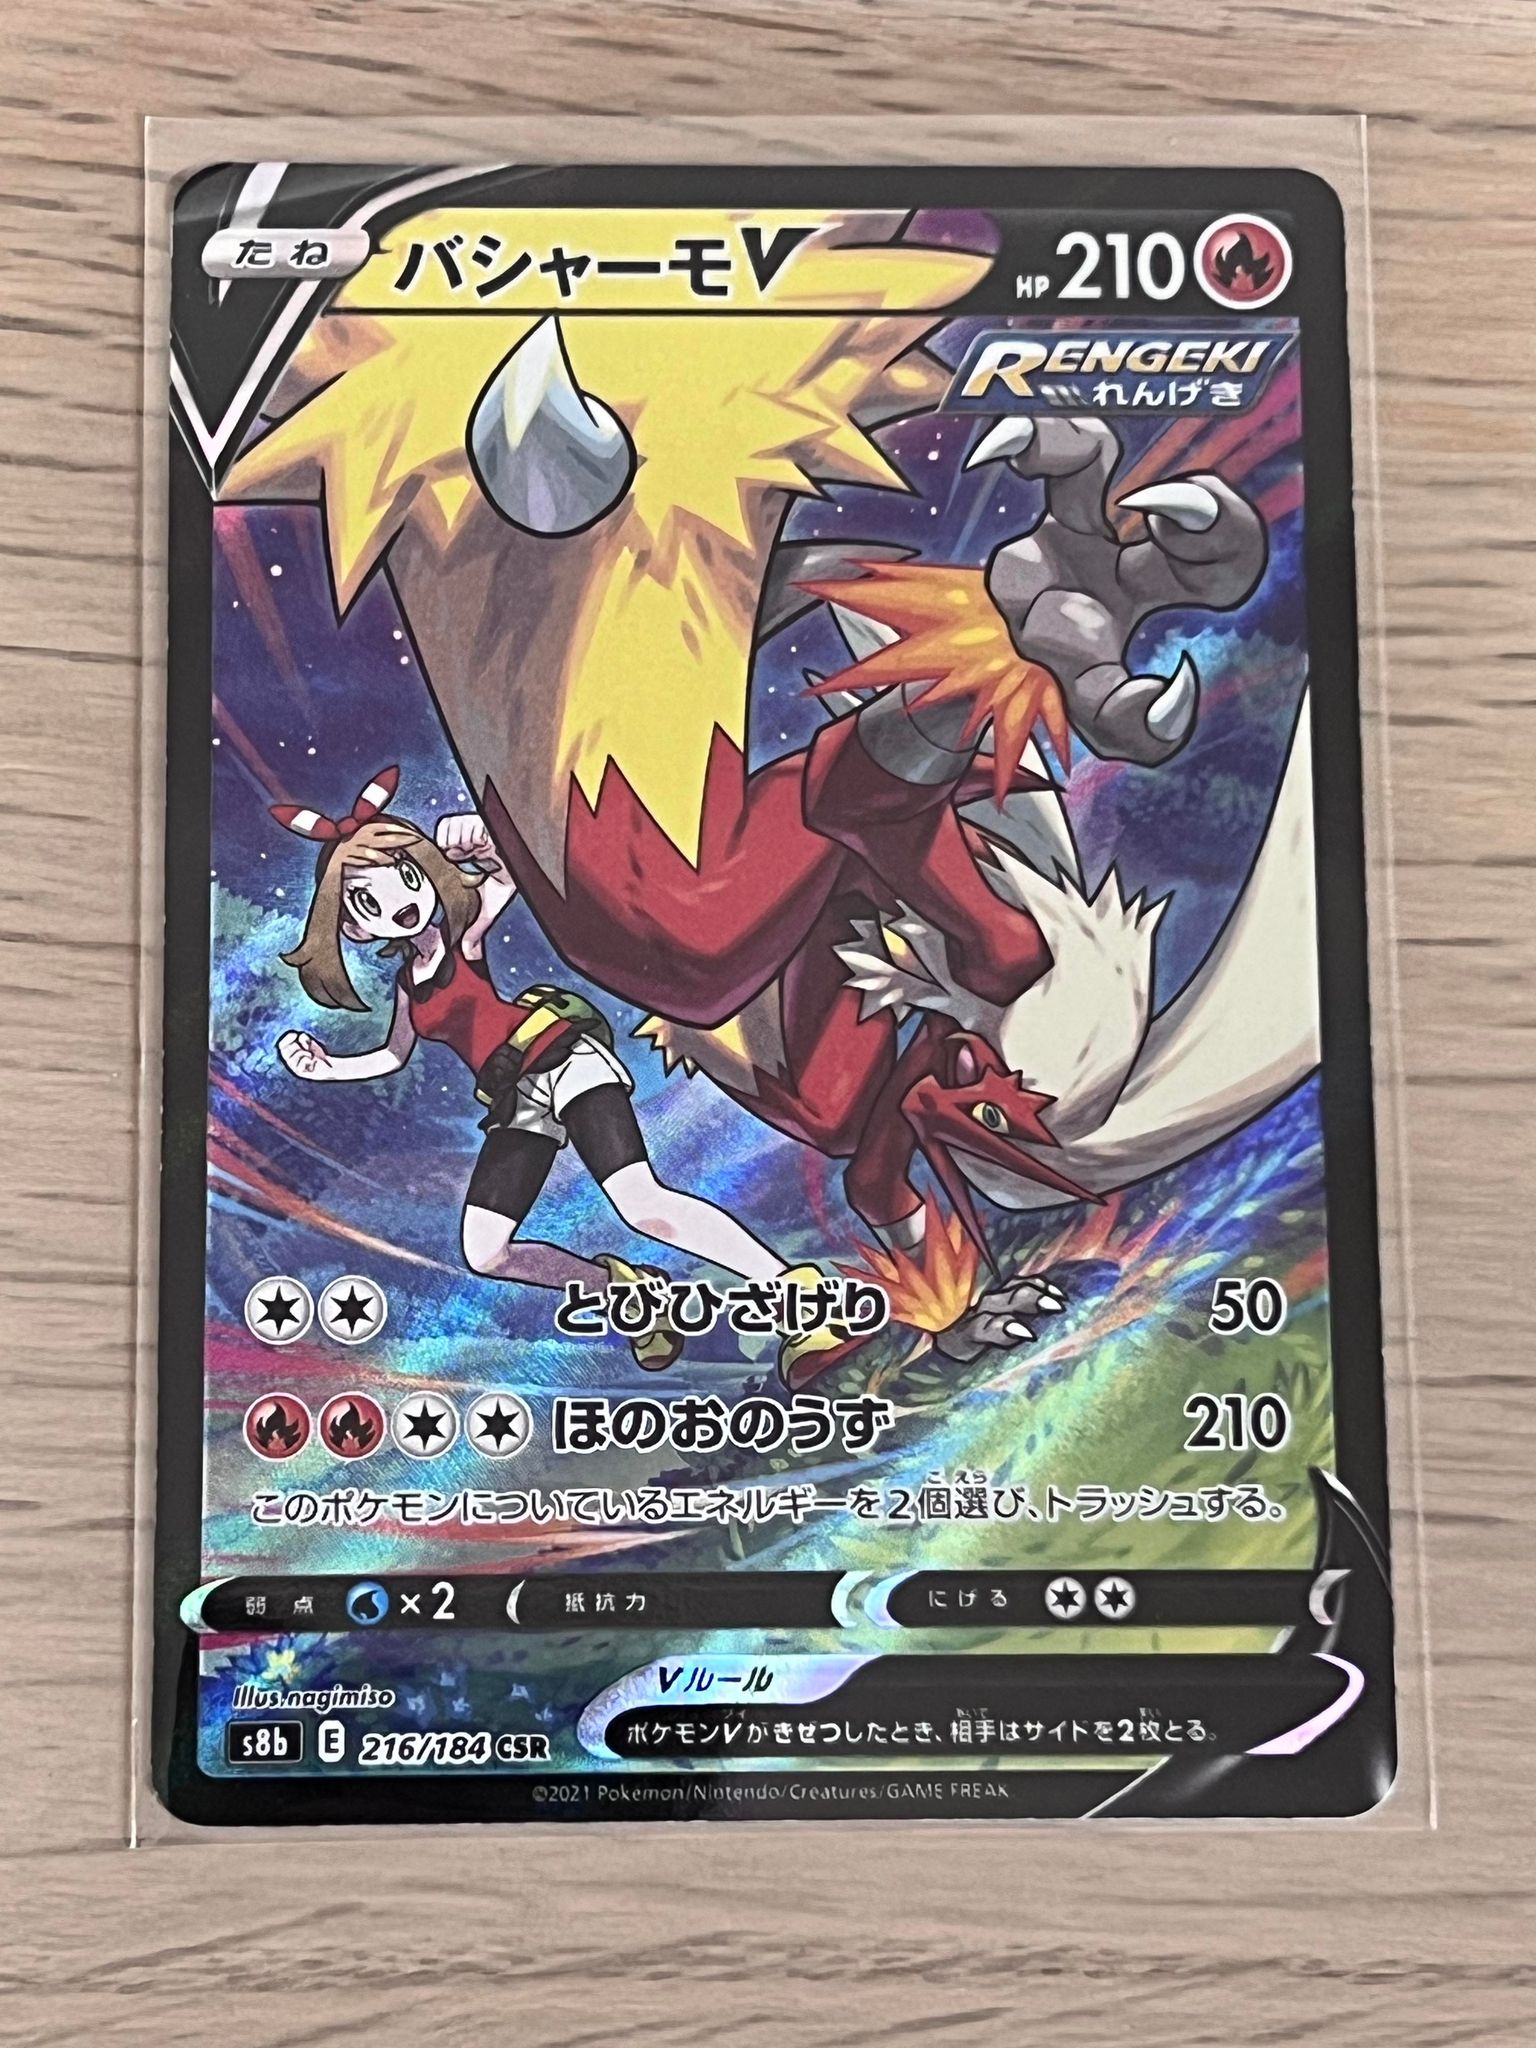 たね
バシャーモV
HP 210
RENGEKI
れんげき
とびひざげり 50
ほのおのうず 210
このポケモンについているエネルギーを2個選び、トラッシュする。
弱点 ×2 抵抗力 にげる
Illus.nagimiso
Vルール
ポケモンVがきぜつしたとき、相手はサイドを2枚とる。
s8b E 216/184 CSR
©2021 Pokémon/Nintendo/Creatures/GAME FREAK